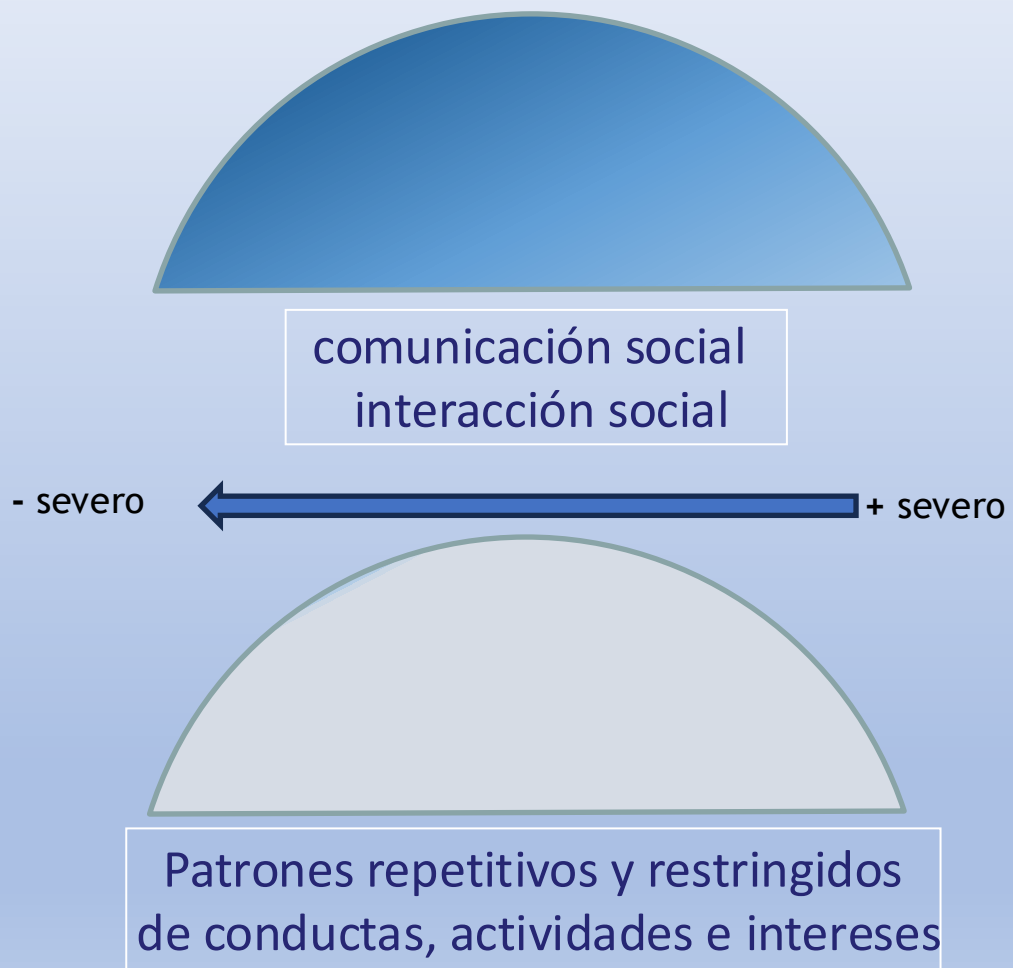 comunicación social
interacción social
- severo
+ severo
Patrones repetitivos y restringidos
de conductas, actividades e intereses